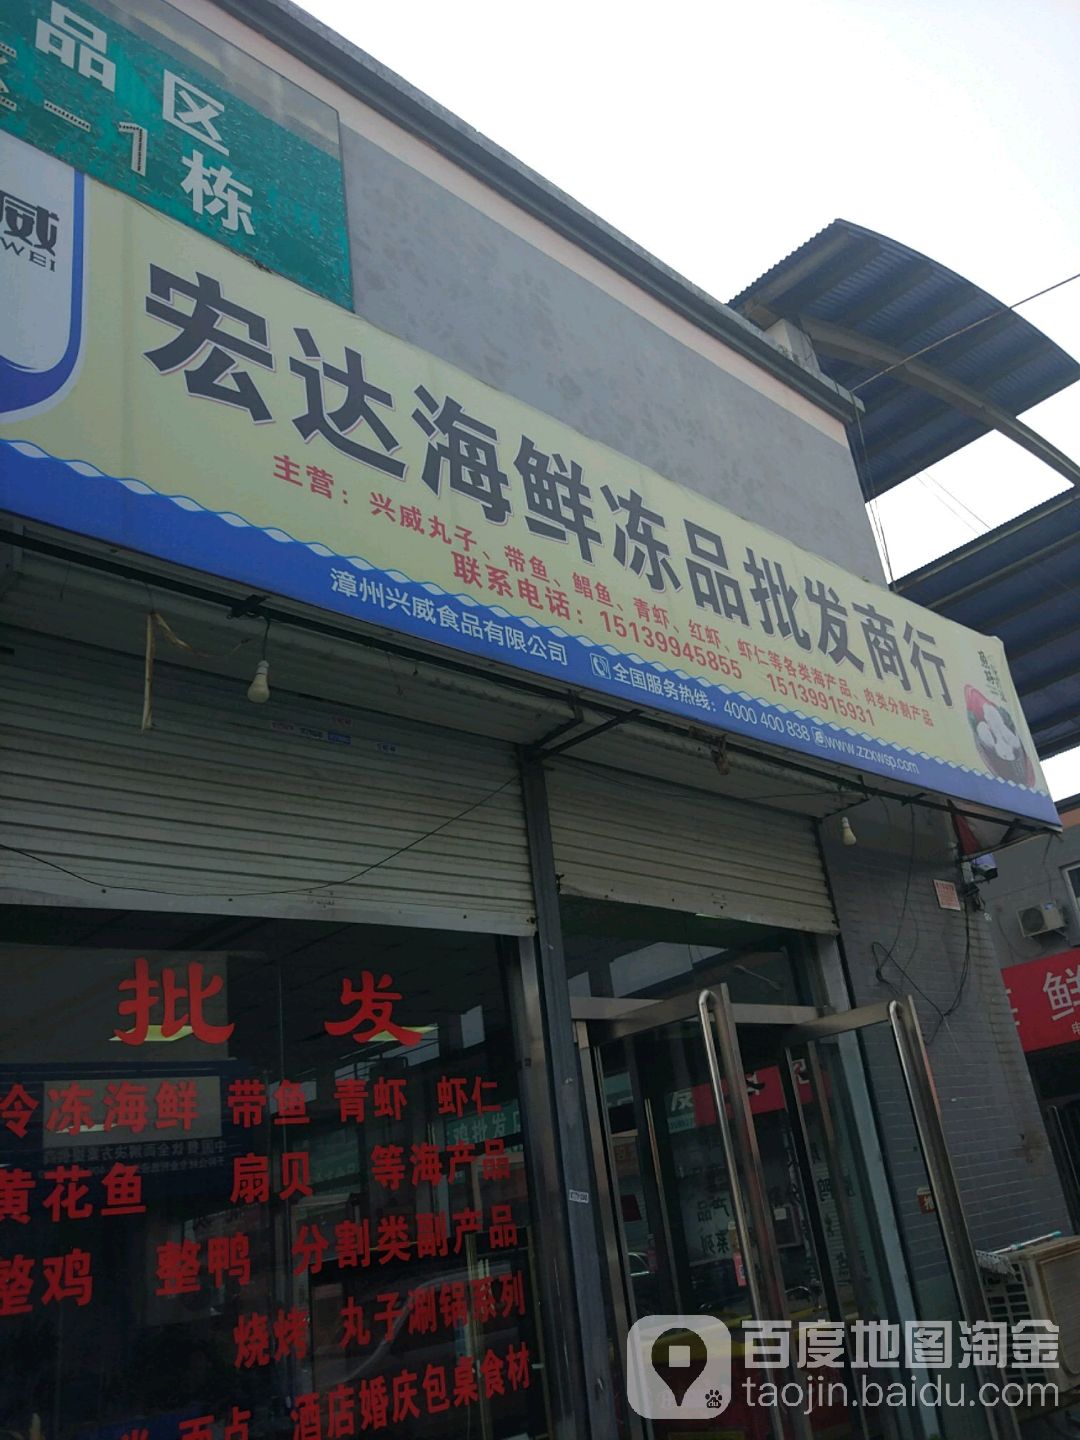 品区
-1栋
威
WEI
宏达海鲜冻品批发商行
主营：兴威丸子、带鱼、鲳鱼、青虾、红虾、虾仁等各类海产品、肉类分割产品
联系电话：15139945855 15139915931
漳州兴威食品有限公司 全国服务热线：4000 400 838 www.zzxwsp.com
批发
冷冻海鲜 带鱼 青虾 虾仁
黄花鱼 扇贝 等海产品
整鸡 整鸭 分割类副产品
烧烤 丸子涮锅系列
面点 酒店婚庆包桌食材
鲜
百度地图淘金
taojin.baidu.com